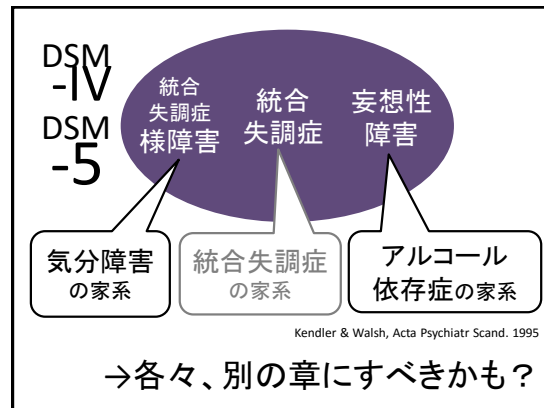 DSM
-IV
DSM
-5
統合
失調症
様障害
統合
失調症
妄想性
障害
気分障害
の家系
統合失調症
の家系
アルコール
依存症の家系
Kendler & Walsh, Acta Psychiatr Scand. 1995
→各々、別の章にすべきかも？